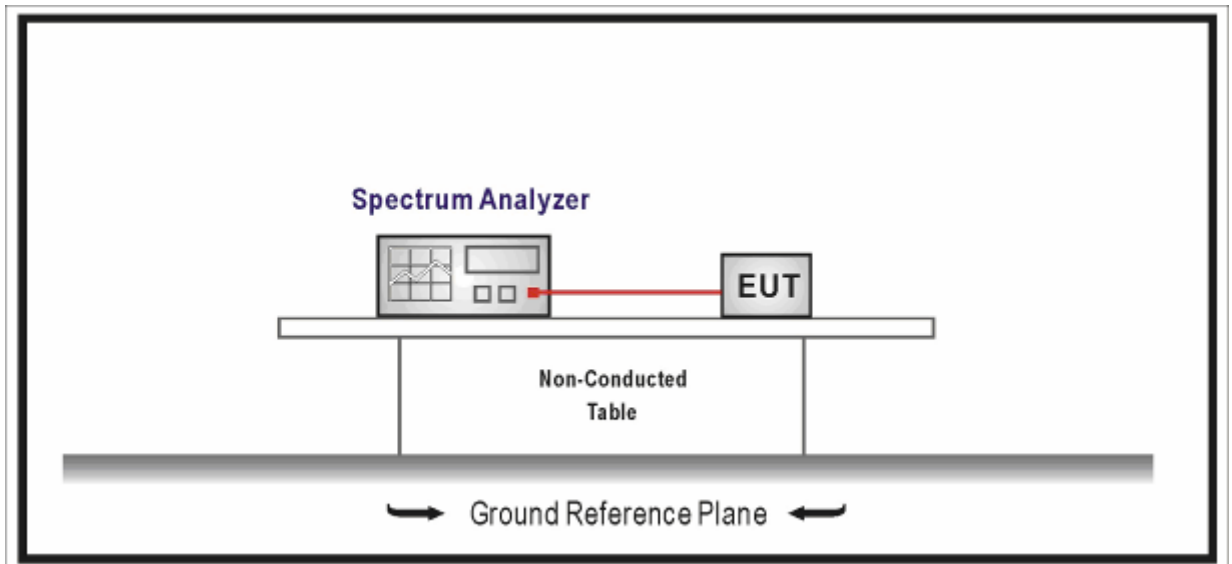 Spectrum Analyzer
EUT
Non-Conducted
Table
Ground Reference Plane